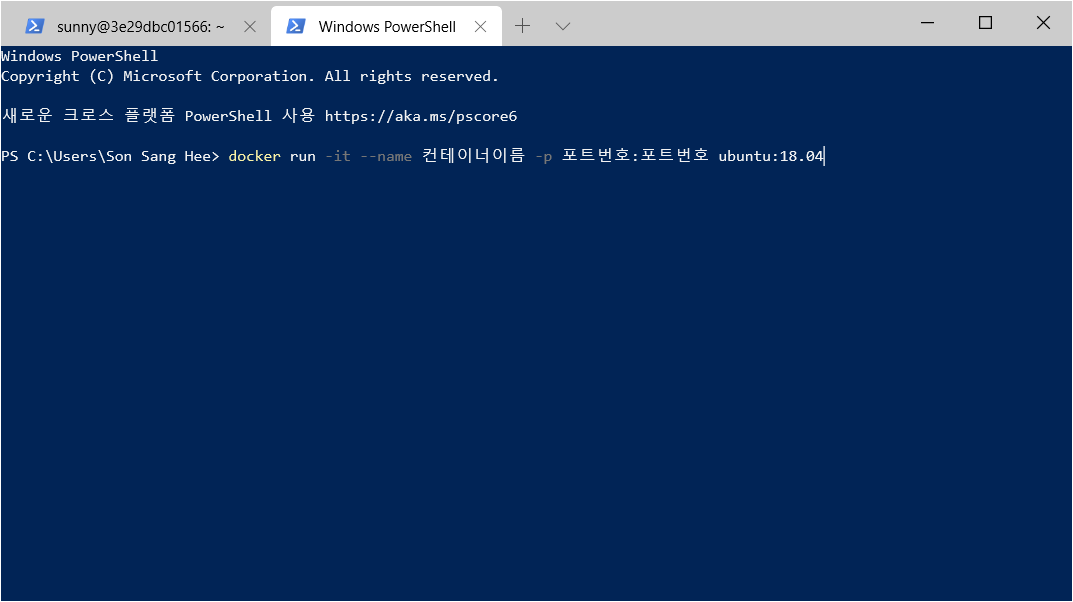 sunny@3e29dbc01566: ~ Windows PowerShell
Windows PowerShell
Copyright (C) Microsoft Corporation. All rights reserved.
새로운 크로스 플랫폼 PowerShell 사용 https://aka.ms/pscore6
PS C:\Users\Son Sang Hee> docker run -it --name 컨테이너이름 -p 포트번호:포트번호 ubuntu:18.04